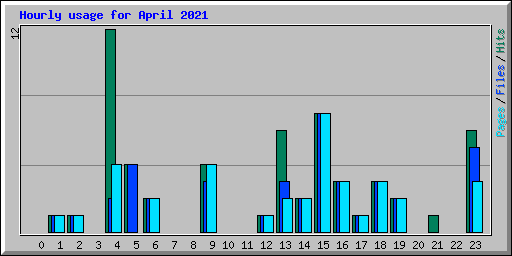 Hourly usage for April 2021
12
Pages/Files/Hits
0 1 2 3 4 5 6 7 8 9 10 11 12 13 14 15 16 17 18 19 20 21 22 23